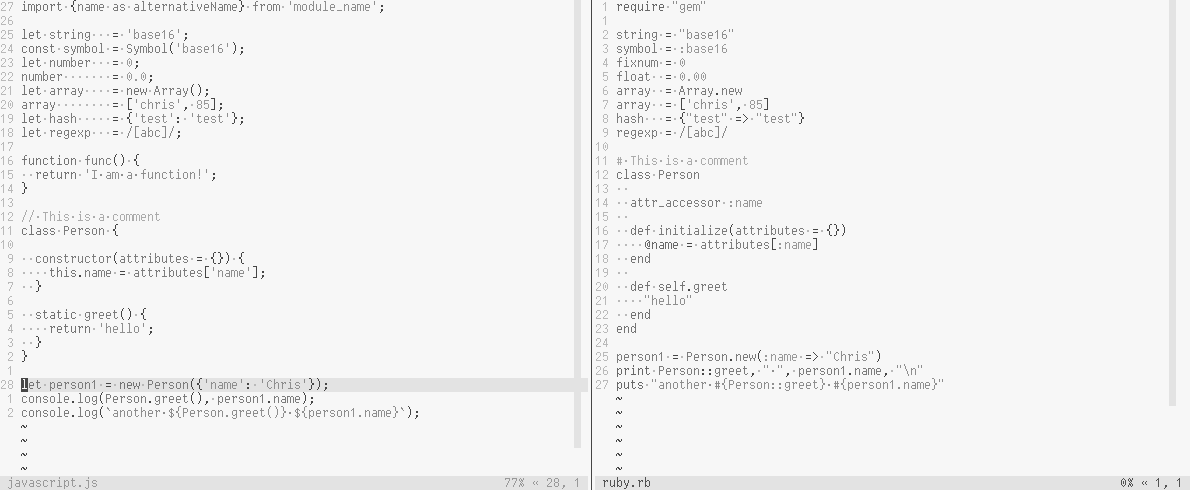 27 import {name as alternativeName} from 'module_name';
26
25 let string   = 'base16';
24 const symbol = Symbol('base16');
23 let number   = 0;
22 number       = 0.0;
21 let array    = new Array();
20 array        = ['chris', 85];
19 let hash     = {'test': 'test'};
18 let regexp   = /[abc]/;
17
16 function func() {
15   return 'I am a function!';
14 }
13
12 // This is a comment
11 class Person {
10
9   constructor(attributes = {}) {
8     this.name = attributes['name'];
7   }
6
5   static greet() {
4     return 'hello';
3   }
2 }
1
28 let person1 = new Person({'name': 'Chris'});
1 console.log(Person.greet(), person1.name);
2 console.log(`another ${Person.greet()} ${person1.name}`);
~
~
~
~
javascript.js 77% « 28, 1
1 require "gem"
1
2 string = "base16"
3 symbol = :base16
4 fixnum = 0
5 float  = 0.00
6 array  = Array.new
7 array  = ['chris', 85]
8 hash   = {"test" => "test"}
9 regexp = /[abc]/
10
11 # This is a comment
12 class Person
13
14   attr_accessor :name
15
16   def initialize(attributes = {})
17     @name = attributes[:name]
18   end
19
20   def self.greet
21     "hello"
22   end
23 end
24
25 person1 = Person.new(:name => "Chris")
26 print Person::greet, " ", person1.name, "\n"
27 puts "another #{Person::greet} #{person1.name}"
~
~
~
~
~
~
ruby.rb 0% « 1, 1